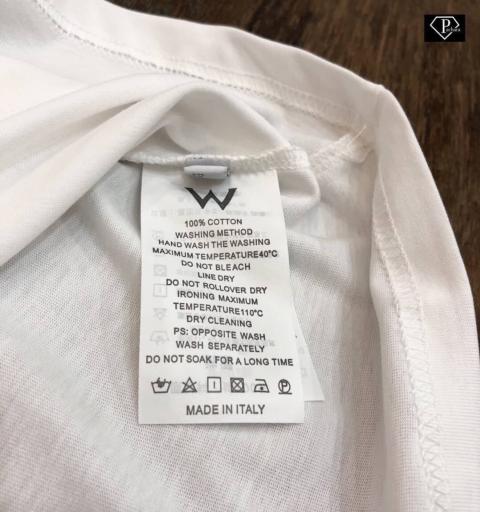 P
W
100% COTTON
WASHING METHOD
HAND WASH THE WASHING
MAXIMUM TEMPERATURE40°C
DO NOT BLEACH
LINE DRY
DO NOT ROLLOVER DRY
IRONING MAXIMUM
TEMPERATURE110°C
DRY CLEANING
PS: OPPOSITE WASH
WASH SEPARATELY
DO NOT SOAK FOR A LONG TIME
P
MADE IN ITALY